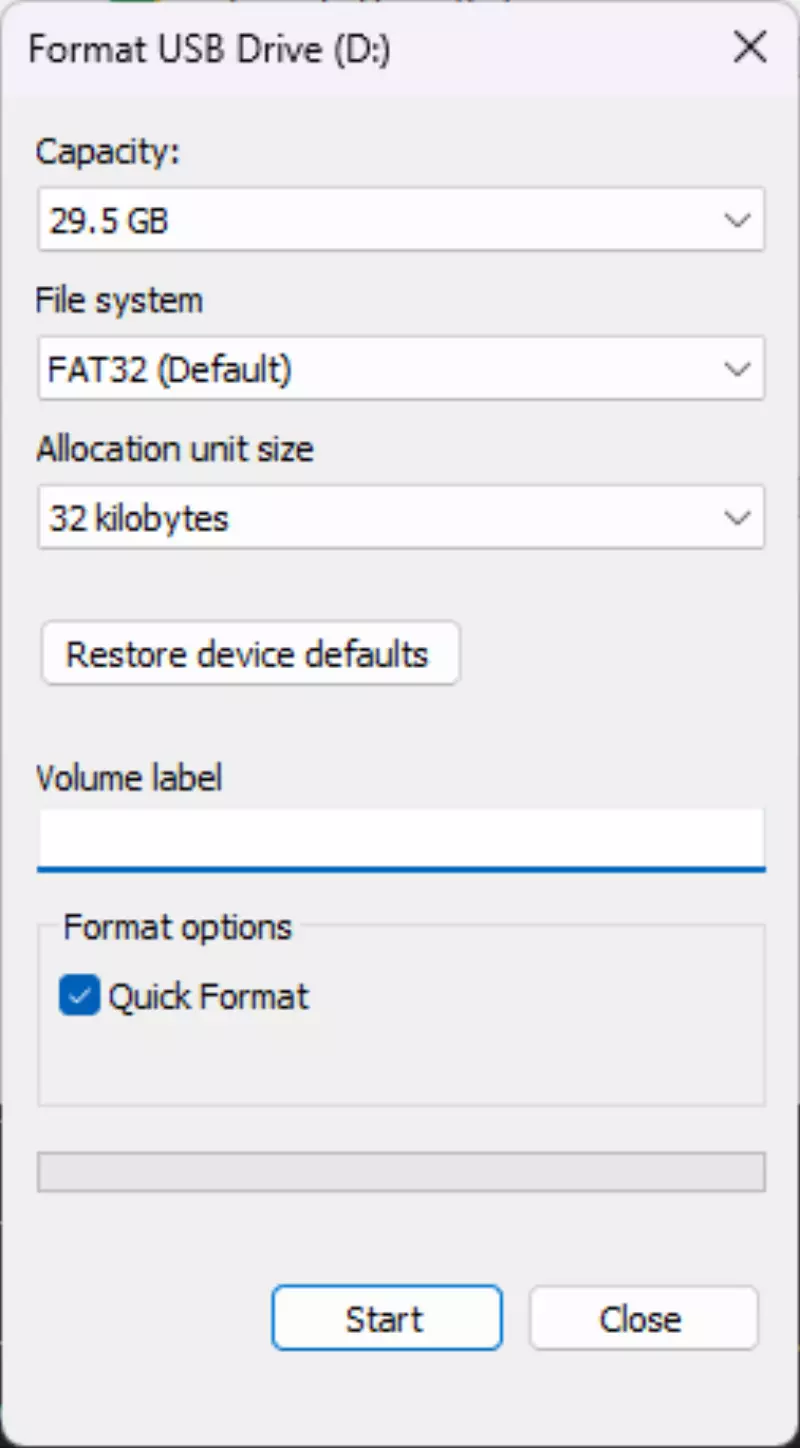 Format USB Drive (D:)
Capacity:
29.5 GB
File system
FAT32 (Default)
Allocation unit size
32 kilobytes
Restore device defaults
Volume label
Format options
Quick Format
Start
Close